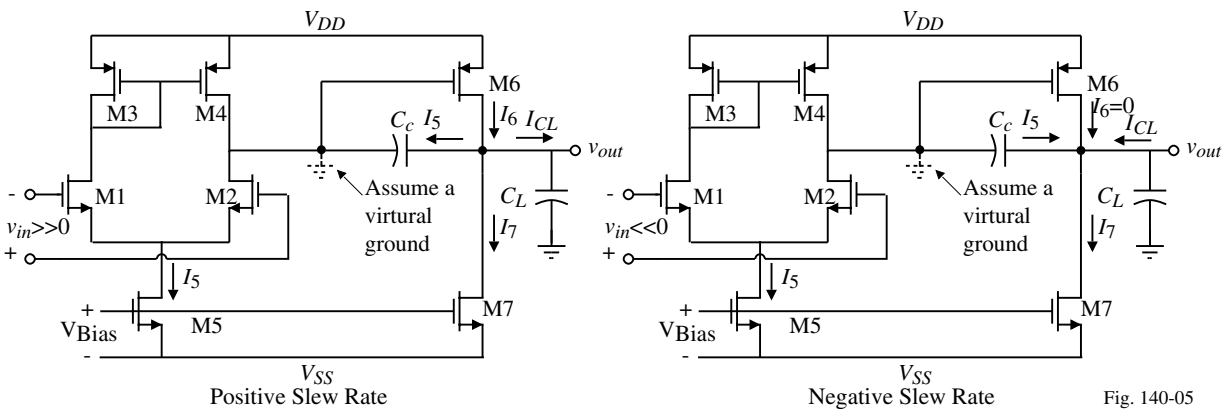 VDD
M3
M4
M6
I6
ICL
Cc
I5
vout
-
M1
M2
Assume a
virtural
ground
CL
vin>>0
+
I7
I5
+
VBias
-
M5
M7
VSS
Positive Slew Rate
VDD
M3
M4
M6
I6=0
ICL
Cc
I5
vout
-
M1
M2
Assume a
virtural
ground
CL
vin<<0
+
I7
I5
+
VBias
-
M5
M7
VSS
Negative Slew Rate
Fig. 140-05